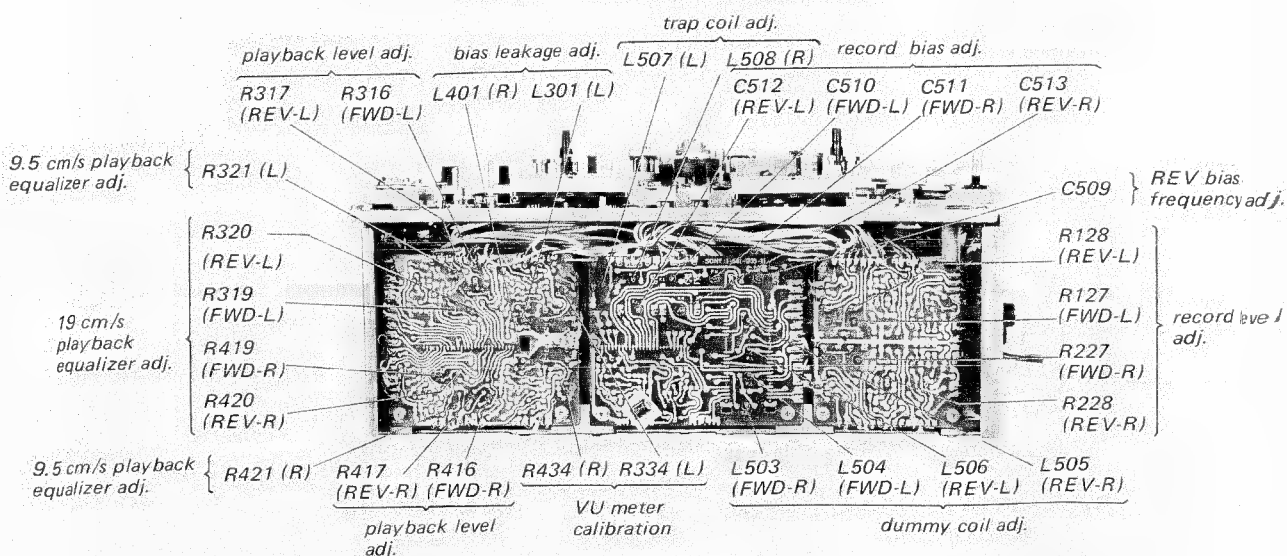 trap coil adj.
playback level adj.
bias leakage adj.
L507 (L)
L508 (R)
record bias adj.
R317
(REV-L)
R316
(FWD-L)
L401 (R)
L301 (L)
C512
(REV-L)
C510
(FWD-L)
C511
(FWD-R)
C513
(REV-R)
9.5 cm/s playback
equalizer adj.
R321 (L)
C509
REV bias
frequency adj.
R320
(REV-L)
R319
(FWD-L)
19 cm/s
playback
equalizer adj.
R419
(FWD-R)
R420
(REV-R)
R128
(REV-L)
R127
(FWD-L)
record level
adj.
R227
(FWD-R)
R228
(REV-R)
9.5 cm/s playback
equalizer adj.
R421 (R)
R417
(REV-R)
R416
(FWD-R)
playback level
adj.
R434 (R)
R334 (L)
VU meter
calibration
L503
(FWD-R)
L504
(FWD-L)
L506
(REV-L)
L505
(REV-R)
dummy coil adj.